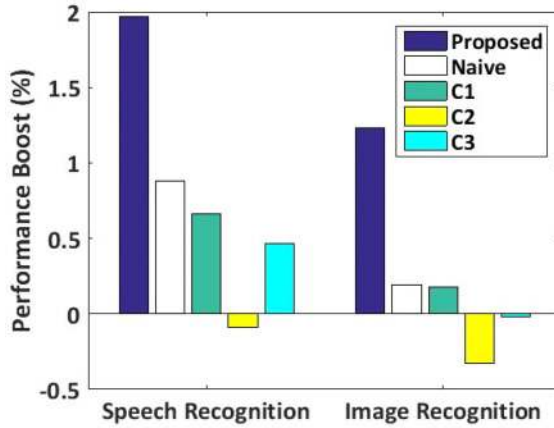 2
1.5
1
0.5
0
-0.5
Performance Boost (%)
Proposed
Naive
C1
C2
C3
Speech Recognition
Image Recognition